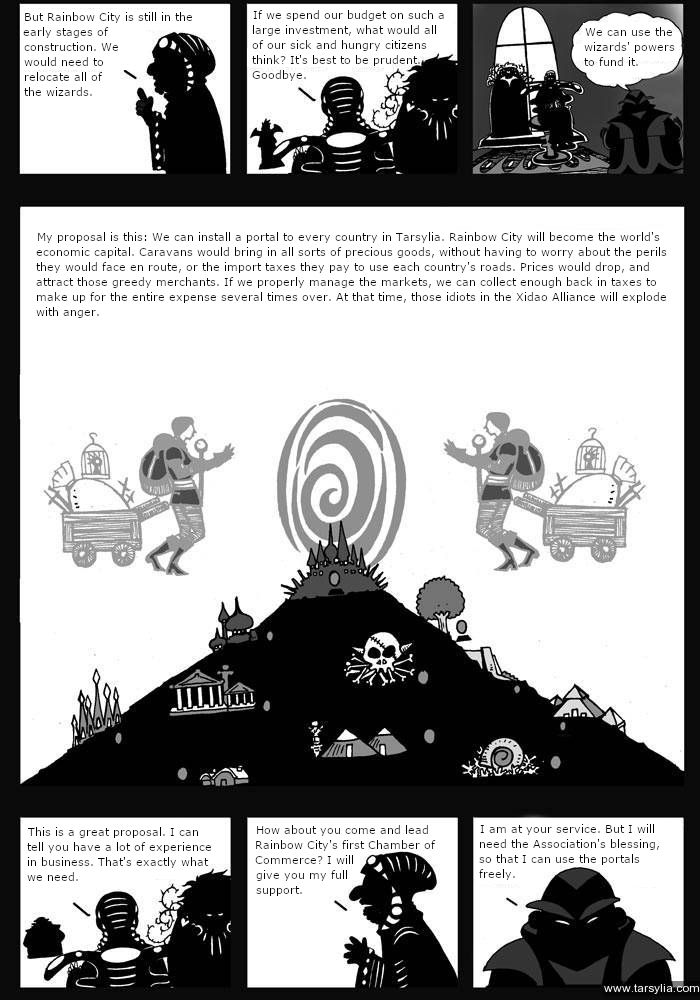 But Rainbow City is still in the
early stages of
construction. We
would need to
relocate all of
the wizards.
If we spend our budget on such a
large investment, what would all
of our sick and hungry citizens
think? It's best to be prudent.
Goodbye.
We can use the
wizards' powers
to fund it.
My proposal is this: We can install a portal to every country in Tarsylia. Rainbow City will become the world's
economic capital. Caravans would bring in all sorts of precious goods, without having to worry about the perils
they would face en route, or the import taxes they pay to use each country's roads. Prices would drop, and
attract those greedy merchants. If we properly manage the markets, we can collect enough back in taxes to
make up for the entire expense several times over. At that time, those idiots in the Xidao Alliance will explode
with anger.
This is a great proposal. I can
tell you have a lot of experience
in business. That's exactly what
we need.
How about you come and lead
Rainbow City's first Chamber of
Commerce? I will
give you my full
support.
I am at your service. But I will
need the Association's blessing,
so that I can use the portals
freely.
www.tarsylia.com